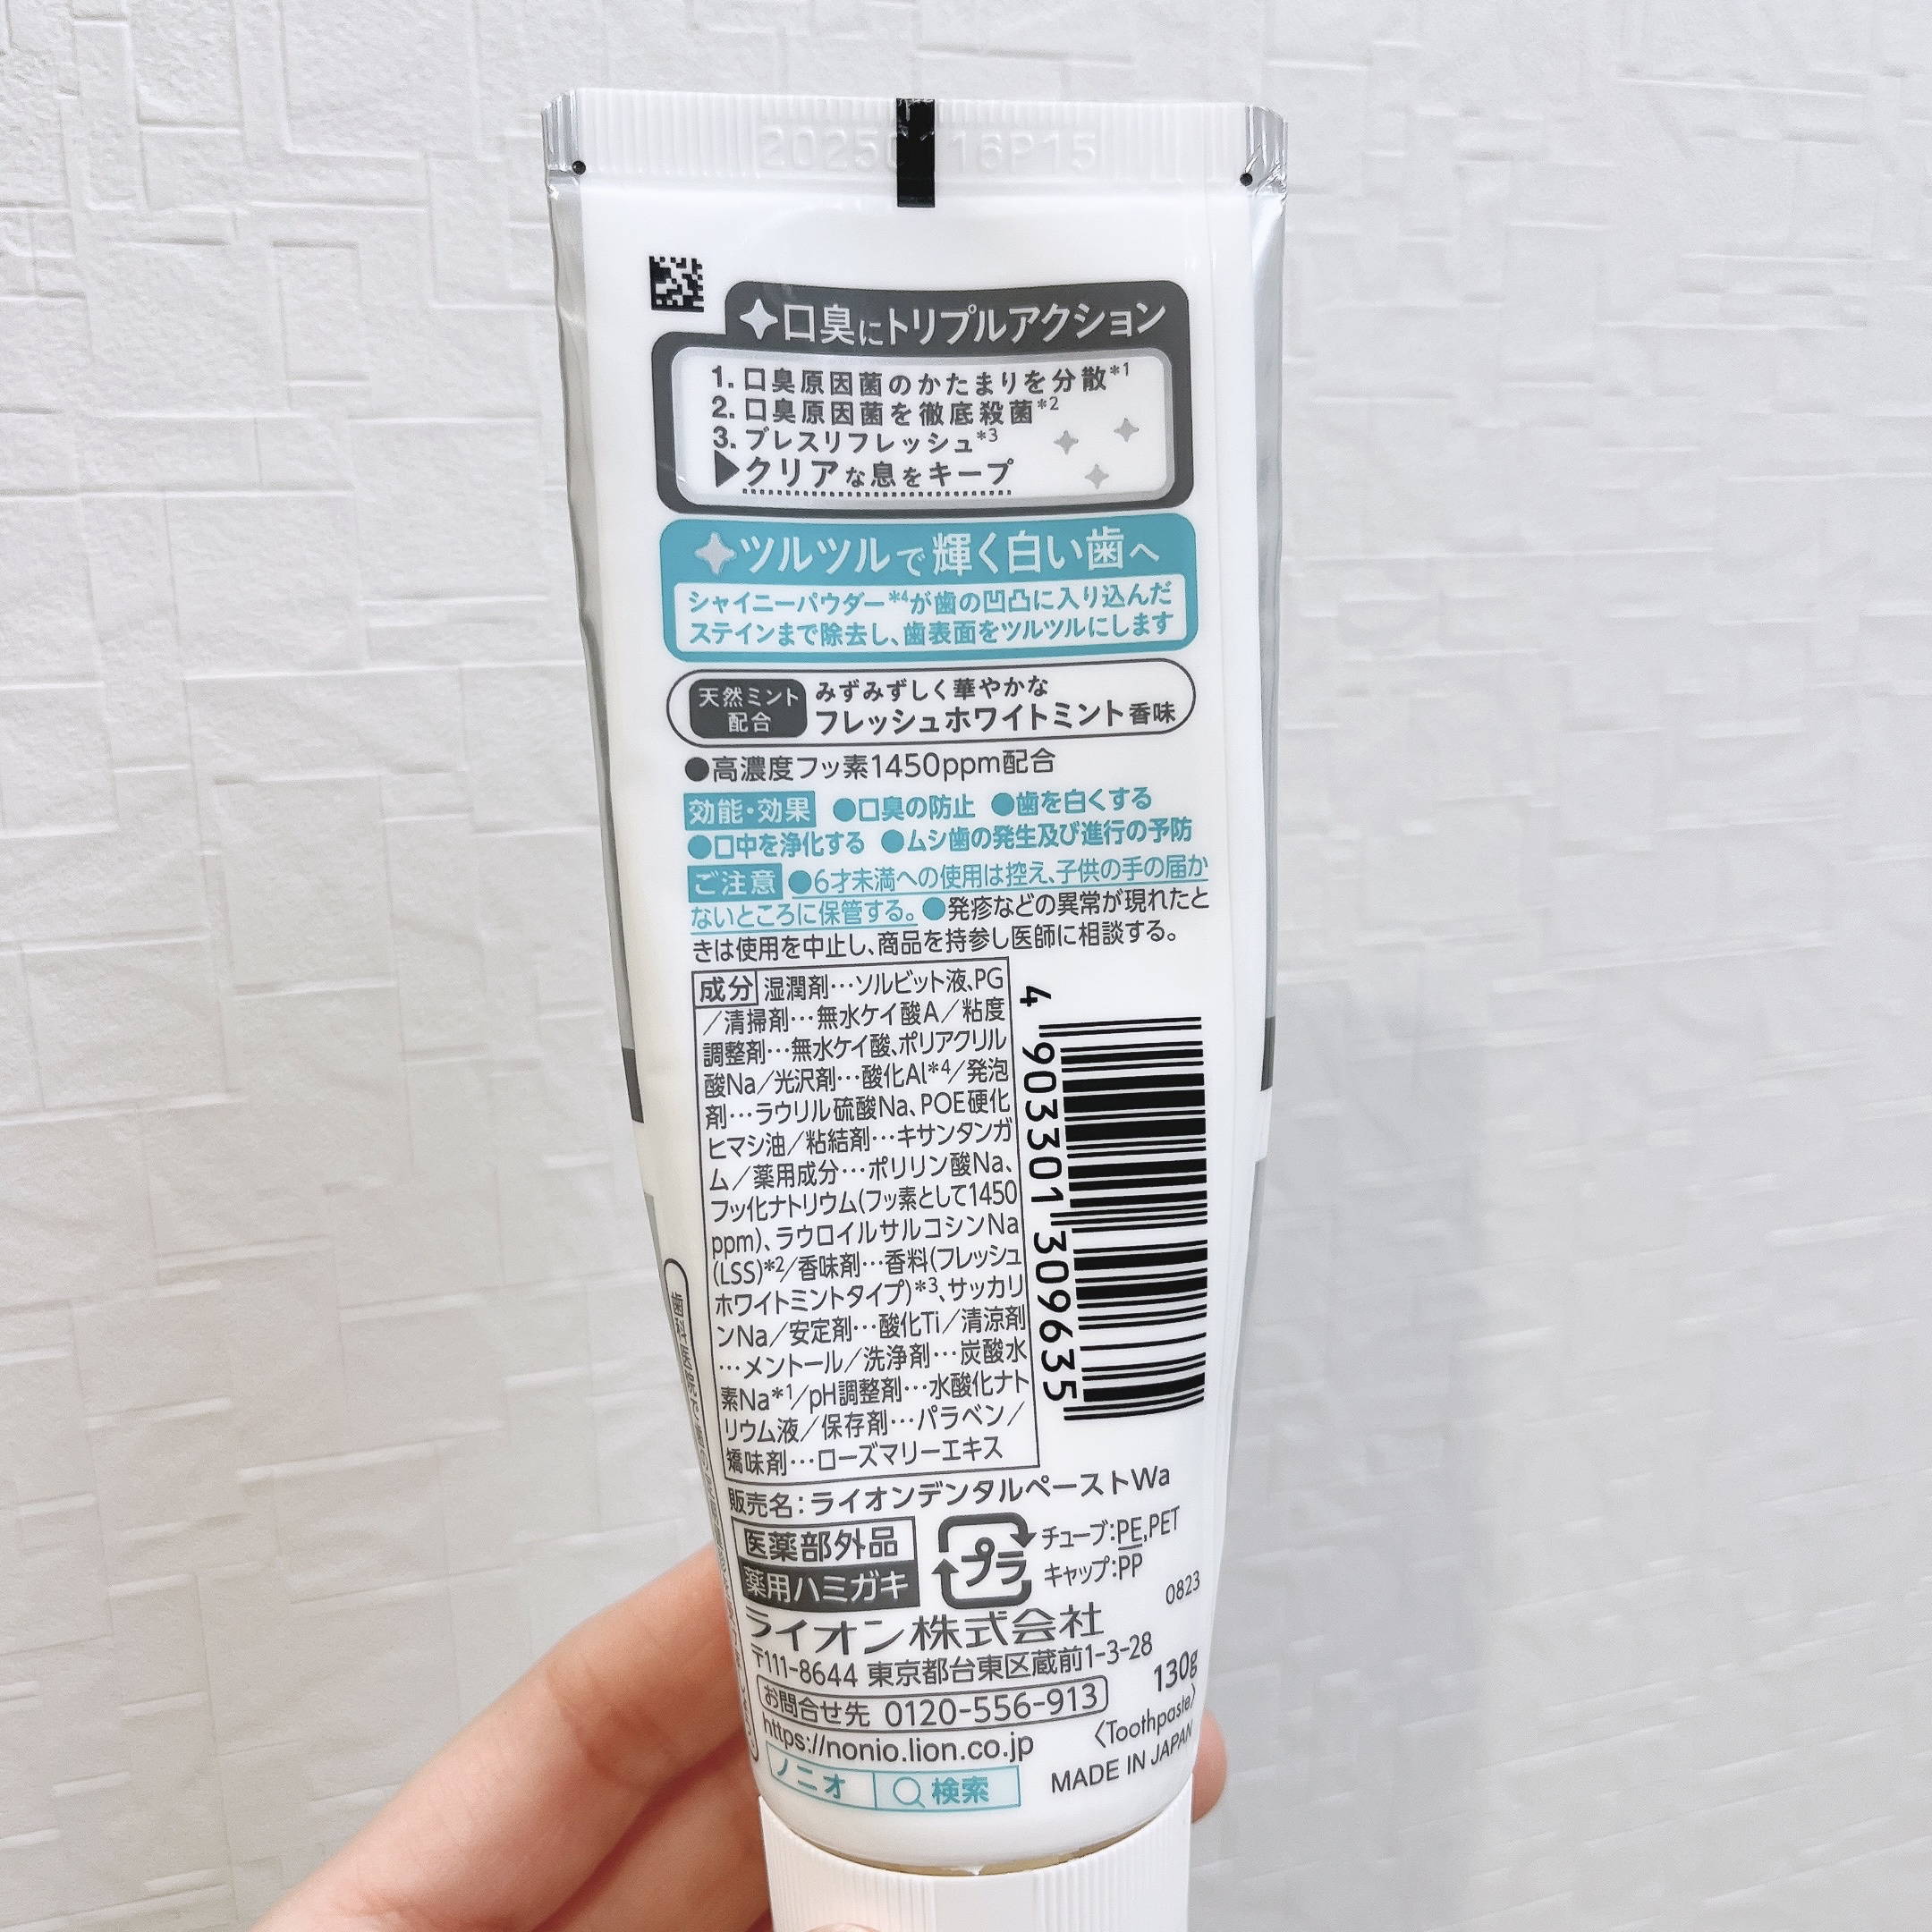 口臭にトリプルアクション
1. 口臭原因菌のかたまりを分散*1
2. 口臭原因菌を徹底殺菌*2
3. ブレスリフレッシュ*3
▶クリアな息をキープ
ツルツルで輝く白い歯へ
シャイニーパウダー*4が歯の凹凸に入り込んだ
ステインまで除去し、歯表面をツルツルにします
天然ミント
配合
みずみずしく華やかな
フレッシュホワイトミント香味
●高濃度フッ素1450ppm配合
効能・効果 ●口臭の防止 ●歯を白くする
●口中を浄化する ●ムシ歯の発生及び進行の予防
ご注意 ●6才未満への使用は控え、子供の手の届か
ないところに保管する。●発疹などの異常が現れたと
きは使用を中止し、商品を持参し医師に相談する。
成分 湿潤剤…ソルビット液、PG
／清掃剤…無水ケイ酸A／粘度
調整剤…無水ケイ酸、ポリアクリル
酸Na／光沢剤…酸化Al*4／発泡
剤…ラウリル硫酸Na、POE硬化
ヒマシ油／粘結剤…キサンタンガ
ム／薬用成分…ポリリン酸Na、
フッ化ナトリウム(フッ素として1450
ppm)、ラウロイルサルコシンNa
(LSS)*2／香味剤…香料(フレッシュ
ホワイトミントタイプ)*3、サッカリ
ンNa／安定剤…酸化Ti／清涼剤
…メントール／洗浄剤…炭酸水
素Na*1／pH調整剤…水酸化ナト
リウム液／保存剤…パラベン／
矯味剤…ローズマリーエキス
4 903301 309635
販売名：ライオンデンタルペーストWa
医薬部外品
薬用ハミガキ
プラ
チューブ:PE,PET
キャップ:PP
0823
ライオン株式会社
〒111-8644 東京都台東区蔵前1-3-28
お問合せ先 0120-556-913
130g
https://nonio.lion.co.jp
〈Toothpaste〉
ノニオ 検索
MADE IN JAPAN